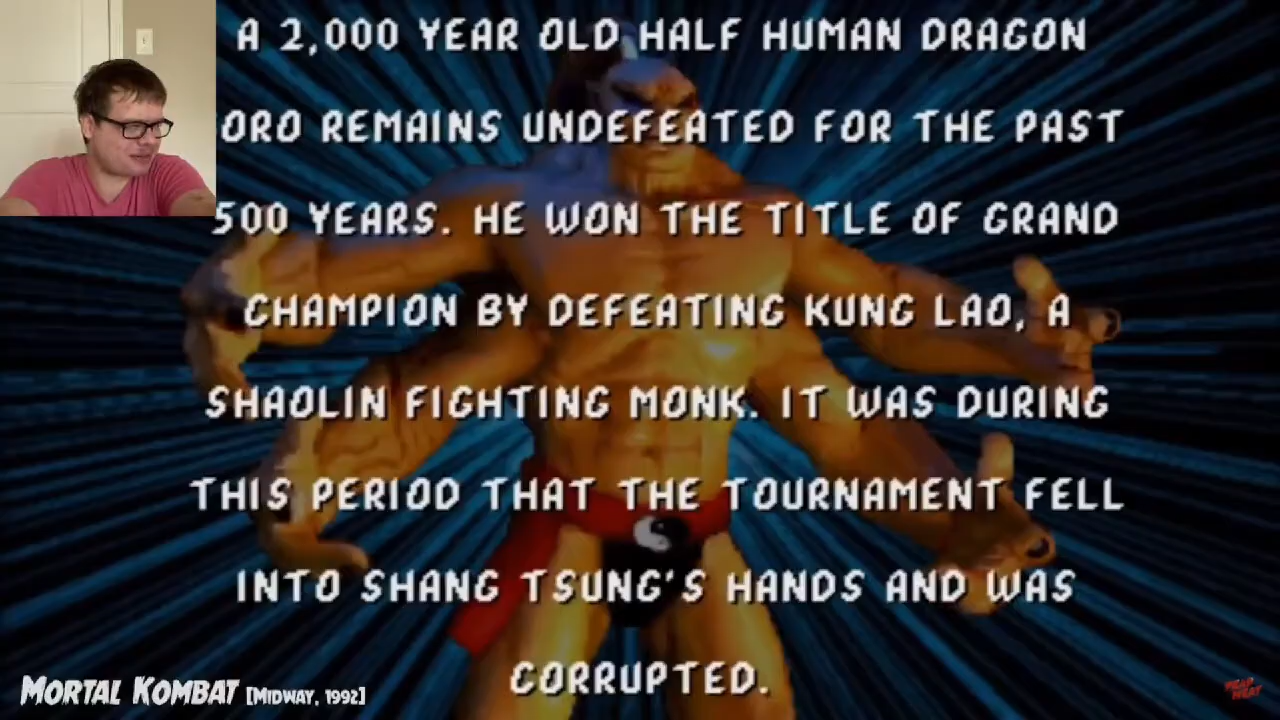 A 2,000 YEAR OLD HALF HUMAN DRAGON
ORO REMAINS UNDEFEATED FOR THE PAST
500 YEARS. HE WON THE TITLE OF GRAND
CHAMPION BY DEFEATING KUNG LAO, A
SHAOLIN FIGHTING MONK. IT WAS DURING
THIS PERIOD THAT THE TOURNAMENT FELL
INTO SHANG TSUNG'S HANDS AND WAS
CORRUPTED.
MORTAL KOMBAT [MIDWAY, 1992]